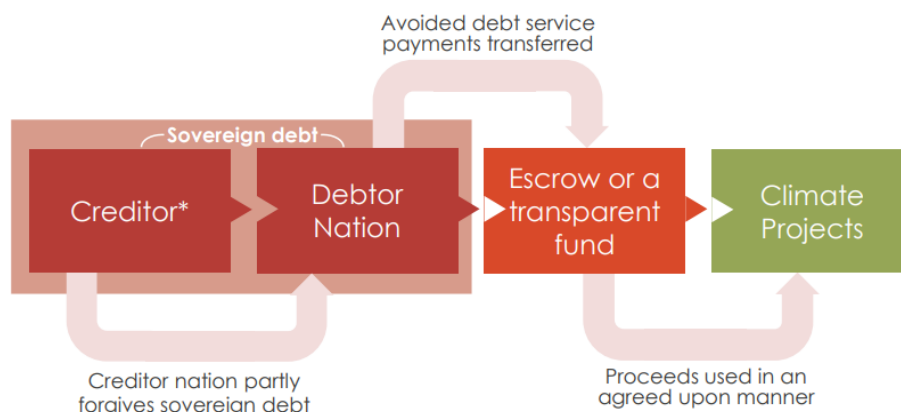 Avoided debt service
payments transferred
Sovereign debt
Creditor*
Debtor
Nation
Escrow or a
transparent
fund
Climate
Projects
Creditor nation partly
forgives sovereign debt
Proceeds used in an
agreed upon manner